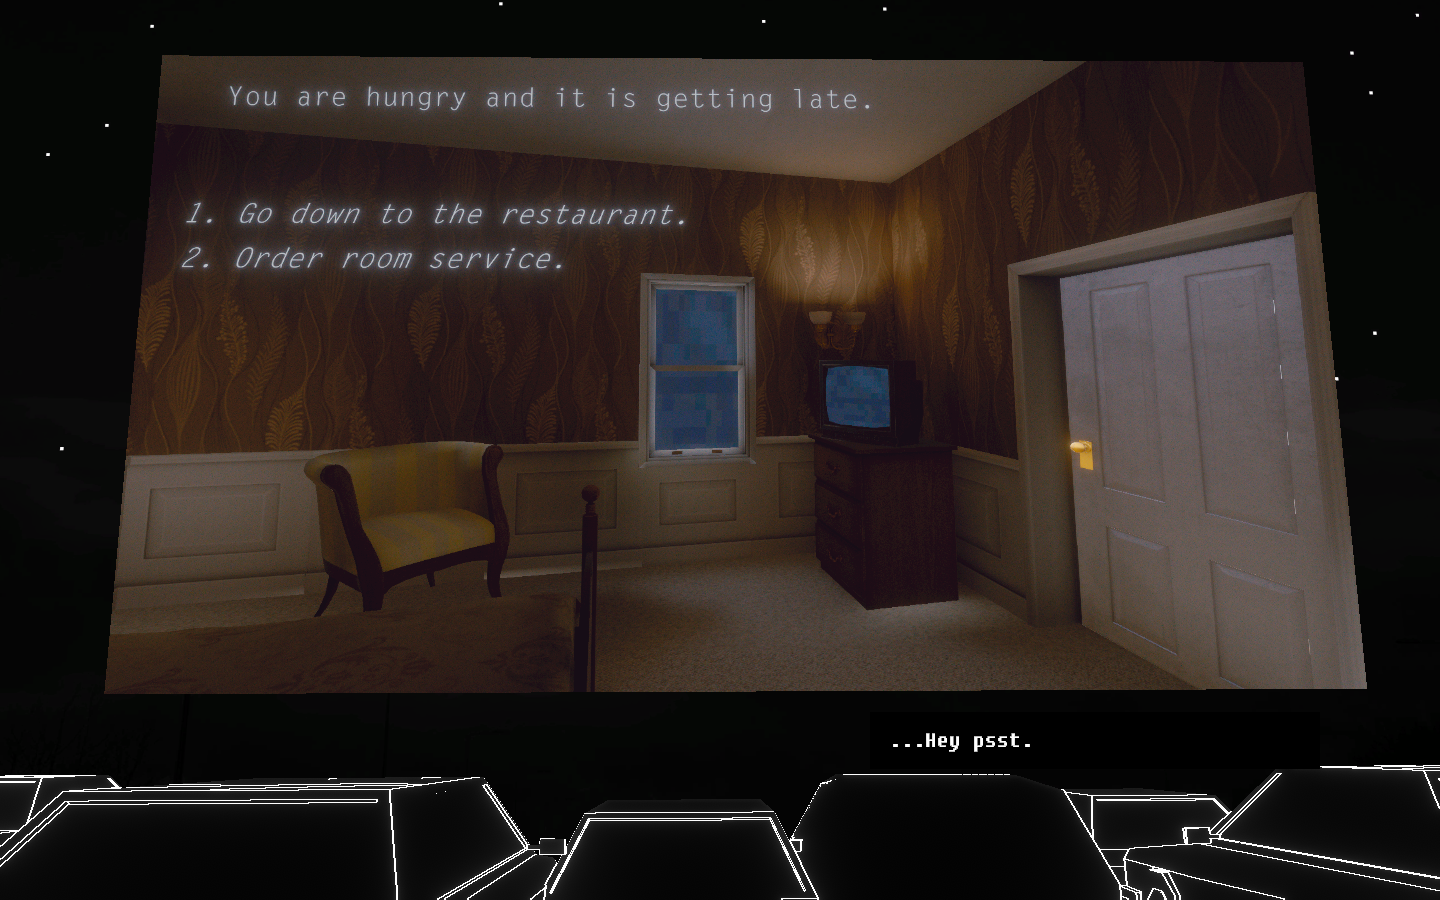 You are hungry and it is getting late.
1. Go down to the restaurant.
2. Order room service.
...Hey psst.